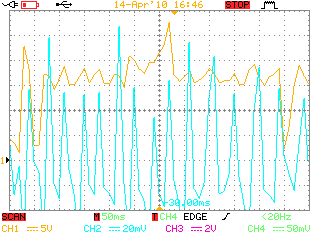 14-Apr'10 16:46 STOP
1
-30.00ms
SCAN M 50ms T CH4 EDGE <20Hz
CH1 = 5V CH2 = 20mV CH3 = 2V CH4 = 50mV